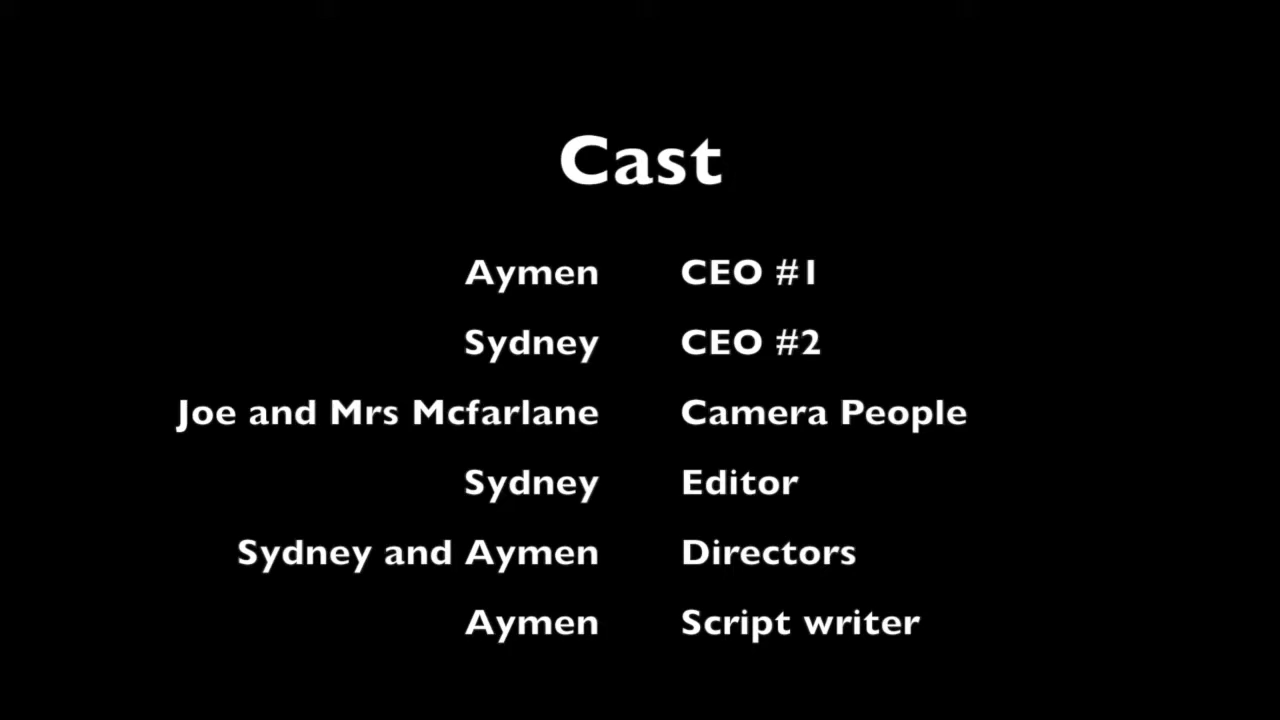 Cast
Aymen CEO #1
Sydney CEO #2
Joe and Mrs Mcfarlane Camera People
Sydney Editor
Sydney and Aymen Directors
Aymen Script writer